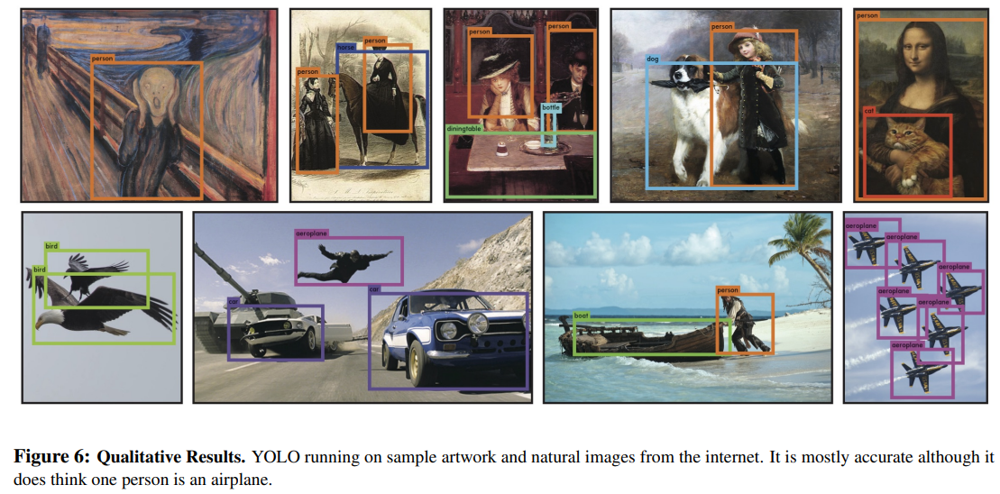 person
person
horse
person
person
person
bottle
diningtable
person
dog
person
cat
bird
bird
aeroplane
car
car
person
boat
aeroplane
aeroplane
aeroplane
aeroplane
aeroplane
aeroplane
Figure 6: Qualitative Results. YOLO running on sample artwork and natural images from the internet. It is mostly accurate although it
does think one person is an airplane.